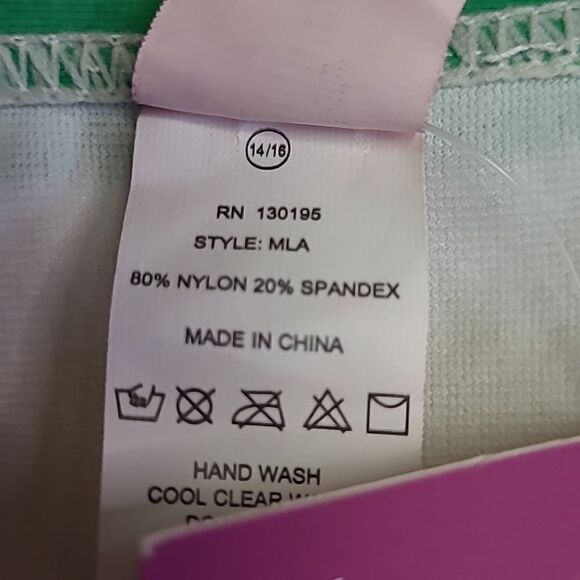 14/16
RN 130195
STYLE: MLA
80% NYLON 20% SPANDEX
MADE IN CHINA
HAND WASH
COOL CLEAR